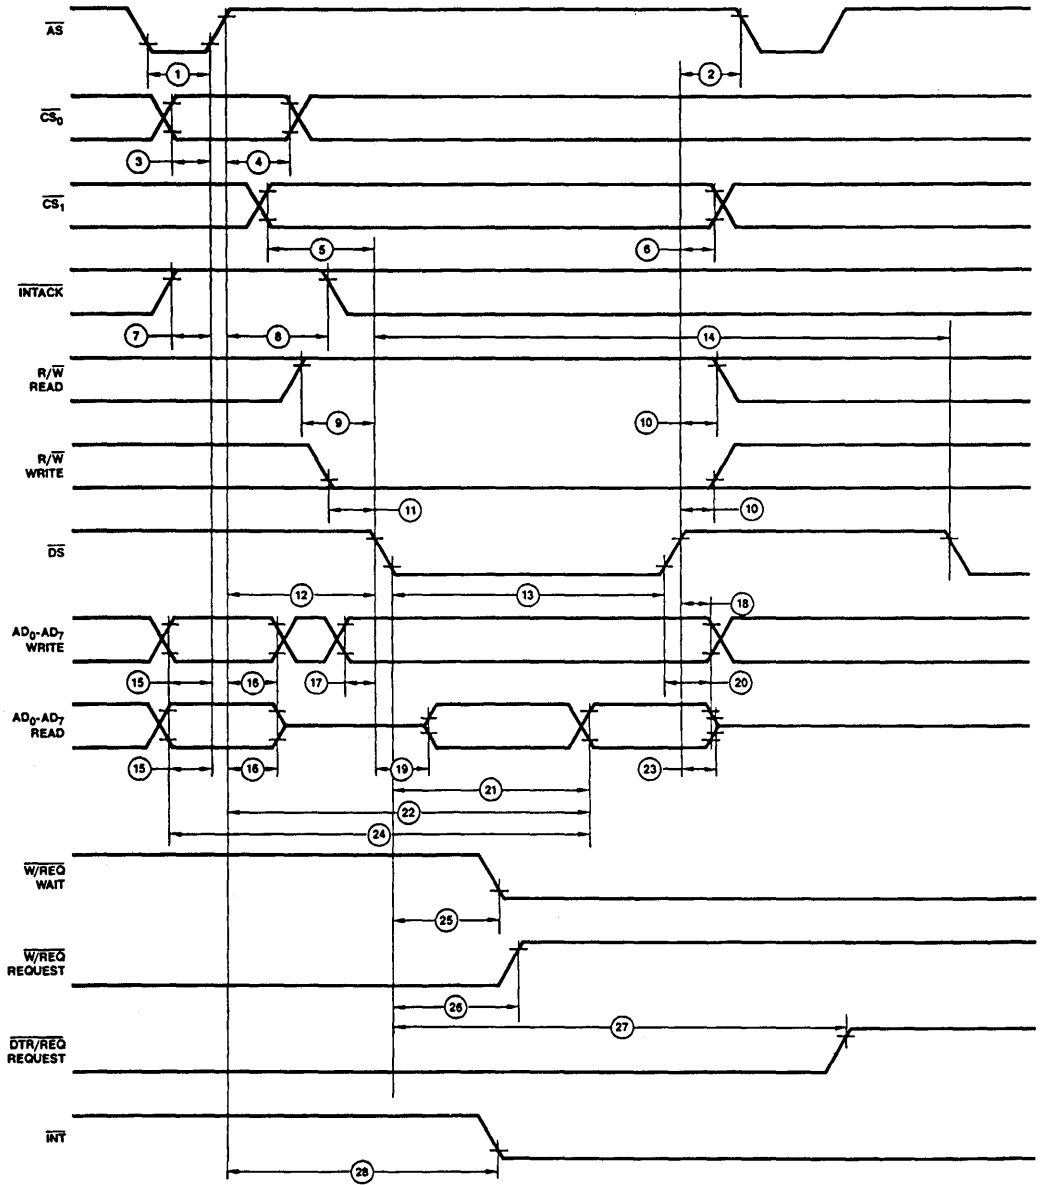 AS
1
2
CS0
3
4
CS1
5
6
INTACK
7
8
14
R/W
READ
9
10
R/W
WRITE
11
10
DS
12
13
18
AD0-AD7
WRITE
15
16
17
20
AD0-AD7
READ
15
16
19
23
21
22
24
W/REQ
WAIT
25
W/REQ
REQUEST
26
27
DTR/REQ
REQUEST
INT
28